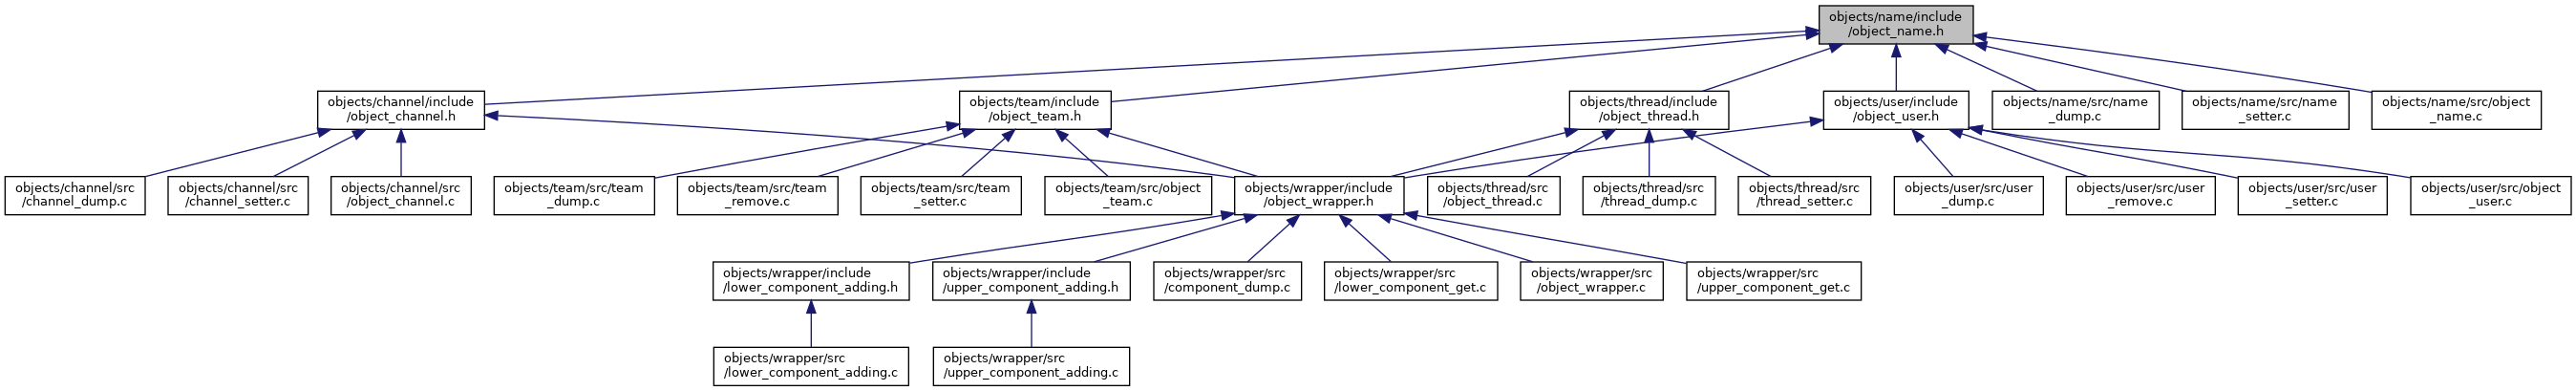 objects/name/include
/object_name.h
objects/channel/include
/object_channel.h
objects/team/include
/object_team.h
objects/thread/include
/object_thread.h
objects/user/include
/object_user.h
objects/name/src/name
_dump.c
objects/name/src/name
_setter.c
objects/name/src/object
_name.c
objects/channel/src
/channel_dump.c
objects/channel/src
/channel_setter.c
objects/channel/src
/object_channel.c
objects/team/src/team
_dump.c
objects/team/src/team
_remove.c
objects/team/src/team
_setter.c
objects/team/src/object
_team.c
objects/wrapper/include
/object_wrapper.h
objects/thread/src
/object_thread.c
objects/thread/src
/thread_dump.c
objects/thread/src
/thread_setter.c
objects/user/src/user
_dump.c
objects/user/src/user
_remove.c
objects/user/src/user
_setter.c
objects/user/src/object
_user.c
objects/wrapper/include
/lower_component_adding.h
objects/wrapper/include
/upper_component_adding.h
objects/wrapper/src
/component_dump.c
objects/wrapper/src
/lower_component_get.c
objects/wrapper/src
/object_wrapper.c
objects/wrapper/src
/upper_component_get.c
objects/wrapper/src
/lower_component_adding.c
objects/wrapper/src
/upper_component_adding.c